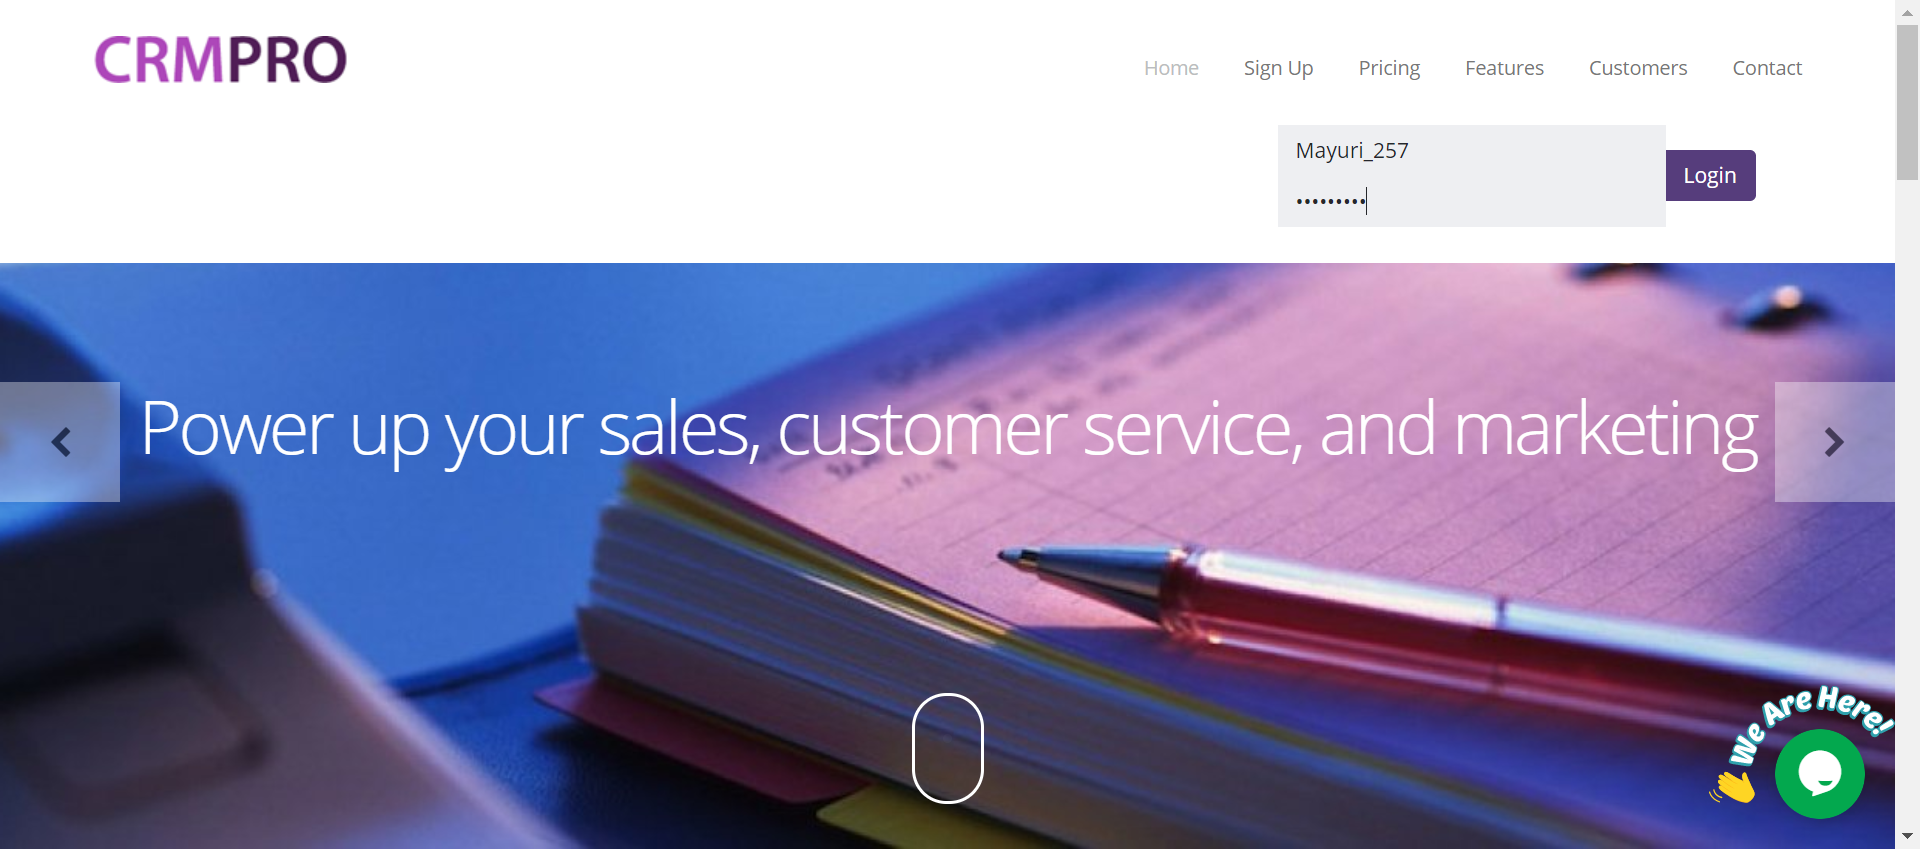 CRMPRO
Home Sign Up Pricing Features Customers Contact
Mayuri_257
•••••••••
Login
Power up your sales, customer service, and marketing
We Are Here!